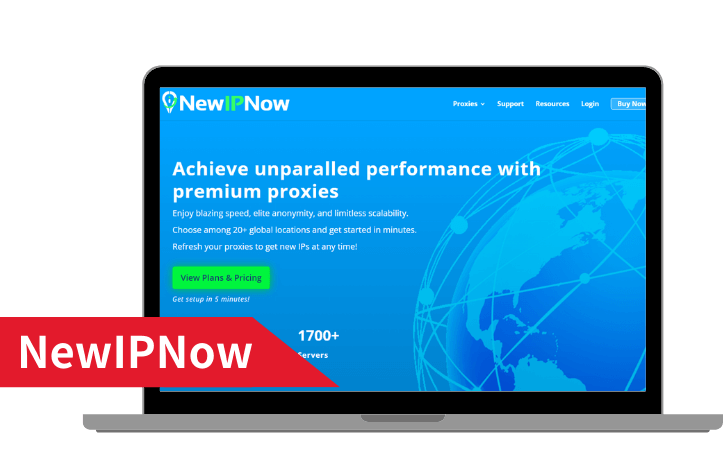 NewIPNow
Proxies Support Resources Login Buy Now
Achieve unparalled performance with
premium proxies
Enjoy blazing speed, elite anonymity, and limitless scalability.
Choose among 20+ global locations and get started in minutes.
Refresh your proxies to get new IPs at any time!
View Plans & Pricing
Get setup in 5 minutes!
1700+
Servers
NewIPNow